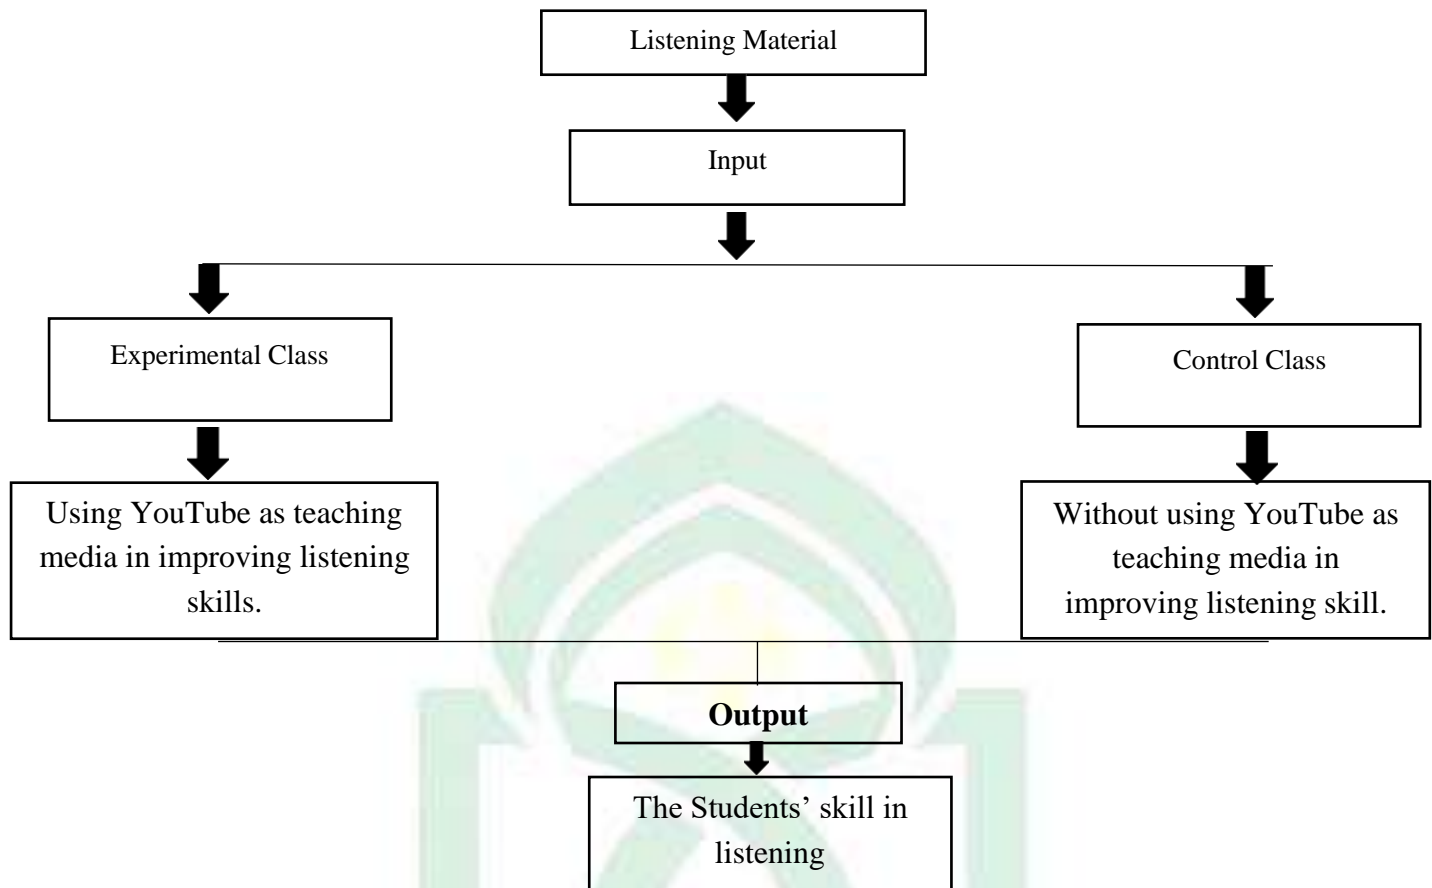 Listening Material
Input
Experimental Class
Control Class
Using YouTube as teaching
media in improving listening
skills.
Without using YouTube as
teaching media in
improving listening skill.
Output
The Students’ skill in
listening